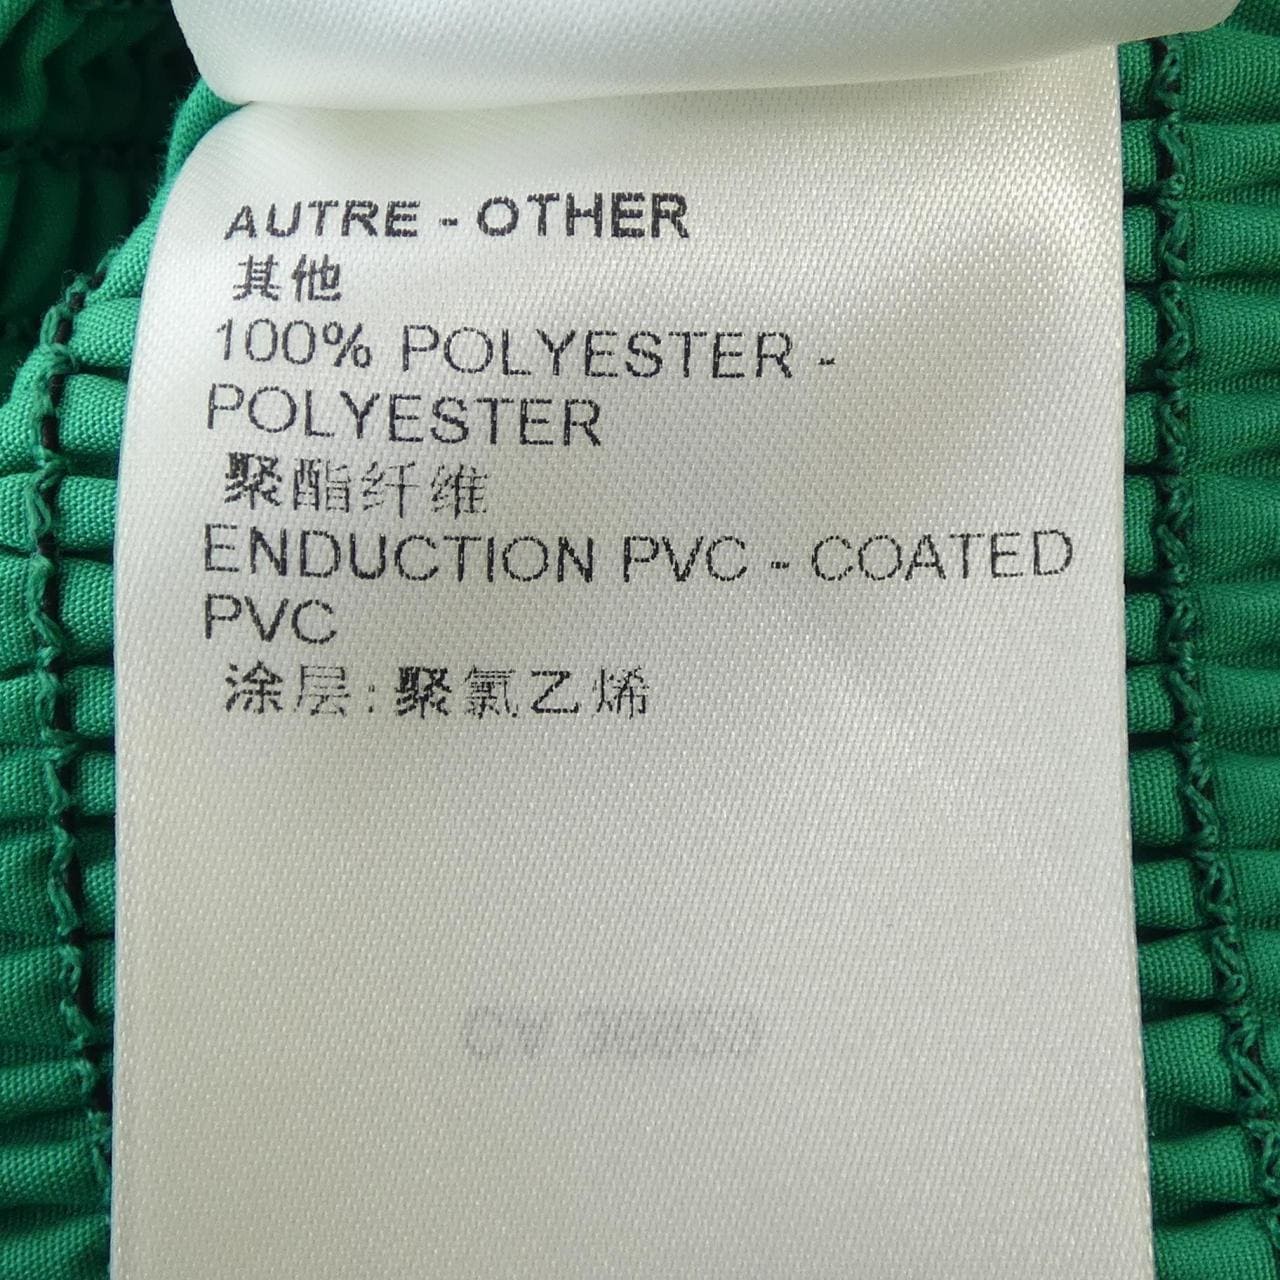 AUTRE - OTHER
其他
100% POLYESTER -
POLYESTER
聚酯纤维
ENDUCTION PVC - COATED
PVC
涂层:聚氯乙烯